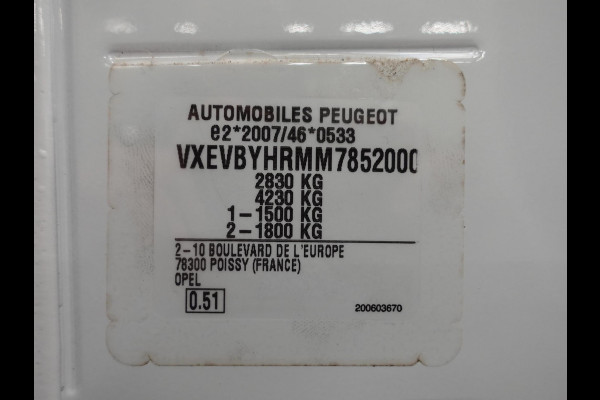 AUTOMOBILES PEUGEOT
e2*2007/46*0533
VXEVBYHRMM7852000
2830 KG
4230 KG
1-1500 KG
2-1800 KG
2-10 BOULEVARD DE L'EUROPE
78300 POISSY (FRANCE)
OPEL
0.51
200603670